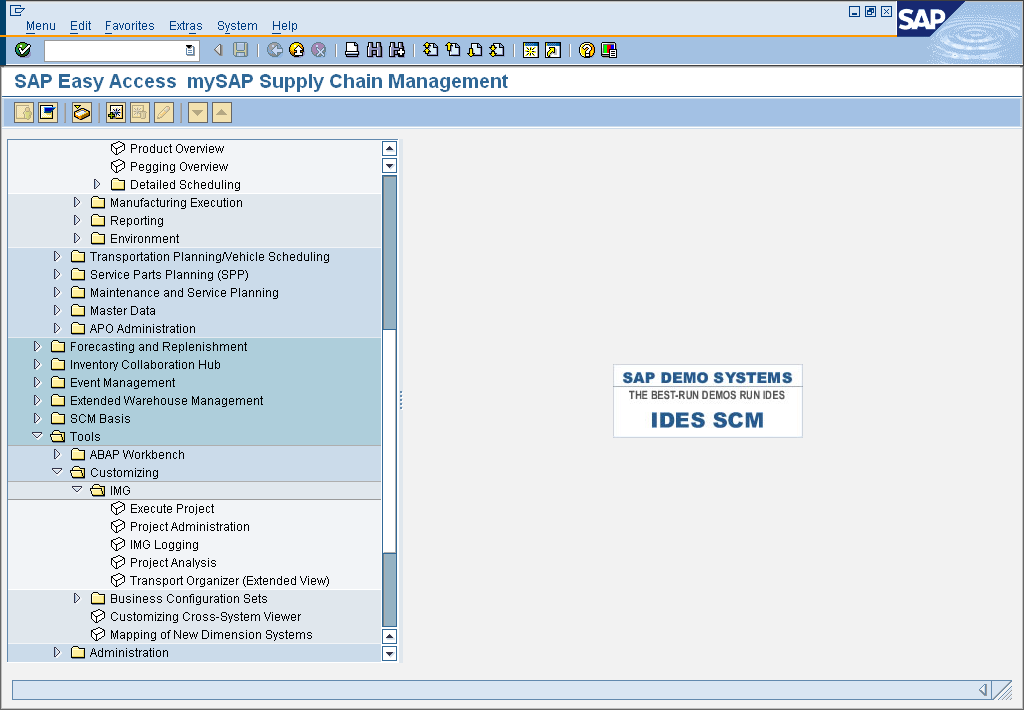 Menu Edit Favorites Extras System Help
SAP
SAP Easy Access mySAP Supply Chain Management
Product Overview
Pegging Overview
Detailed Scheduling
Manufacturing Execution
Reporting
Environment
Transportation Planning/Vehicle Scheduling
Service Parts Planning (SPP)
Maintenance and Service Planning
Master Data
APO Administration
Forecasting and Replenishment
Inventory Collaboration Hub
Event Management
Extended Warehouse Management
SCM Basis
Tools
ABAP Workbench
Customizing
IMG
Execute Project
Project Administration
IMG Logging
Project Analysis
Transport Organizer (Extended View)
Business Configuration Sets
Customizing Cross-System Viewer
Mapping of New Dimension Systems
Administration
SAP DEMO SYSTEMS
THE BEST-RUN DEMOS RUN IDES
IDES SCM